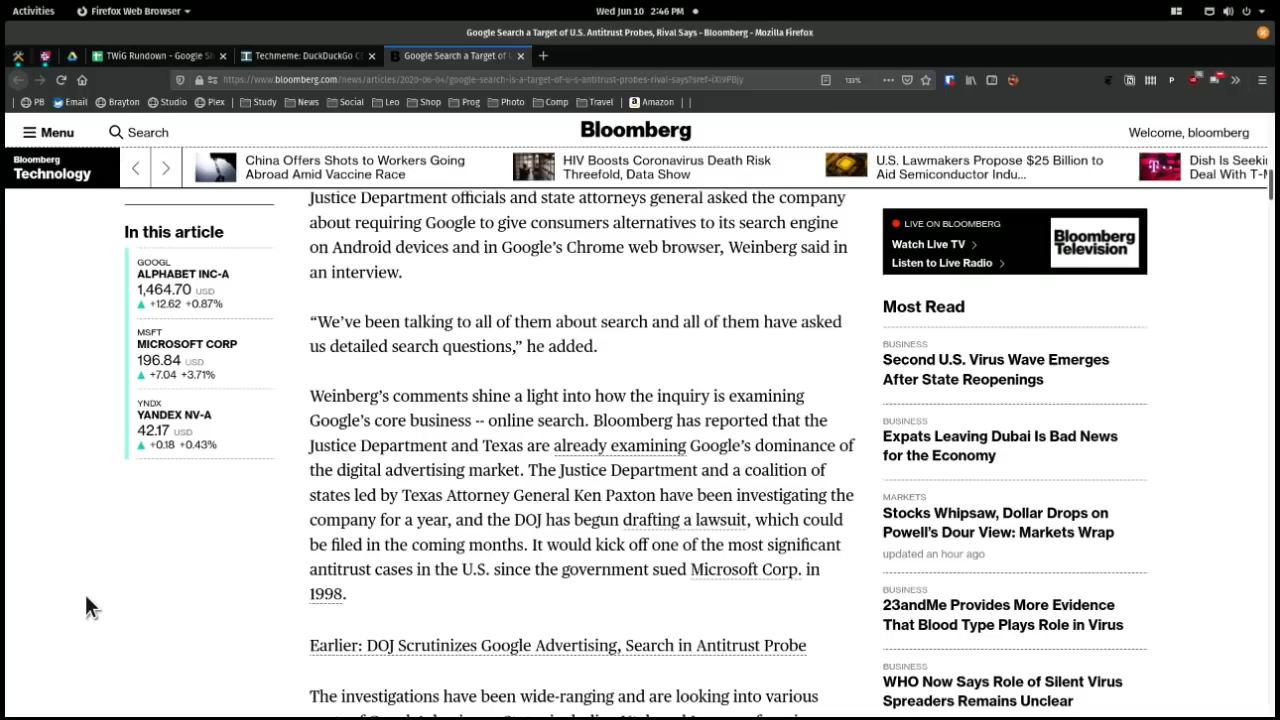 Activities
Firefox Web Browser
Wed Jun 10 2:46 PM
Google Search a Target of U.S. Antitrust Probes, Rival Says - Bloomberg - Mozilla Firefox
TWiG Rundown - Google S
Techmeme: DuckDuckGo C
Google Search a Target of
133%
PB
Email
Brayton
Studio
Plex
Study
News
Social
Leo
Shop
Prog
Photo
Comp
Travel
Amazon
Menu
Search
Bloomberg
Welcome, bloomberg
Bloomberg
Technology
China Offers Shots to Workers Going
Abroad Amid Vaccine Race
HIV Boosts Coronavirus Death Risk
Threefold, Data Show
U.S. Lawmakers Propose $25 Billion to
Aid Semiconductor Indu...
Dish Is Seeki
Deal With T-M
In this article
GOOGL
ALPHABET INC-A
1,464.70 USD
+12.62 +0.87%
MSFT
MICROSOFT CORP
196.84 USD
+7.04 +3.71%
YNDX
YANDEX NV-A
42.17 USD
+0.18 +0.43%
Justice Department officials and state attorneys general asked the company
about requiring Google to give consumers alternatives to its search engine
on Android devices and in Google’s Chrome web browser, Weinberg said in
an interview.
“We’ve been talking to all of them about search and all of them have asked
us detailed search questions,” he added.
Weinberg’s comments shine a light into how the inquiry is examining
Google’s core business -- online search. Bloomberg has reported that the
Justice Department and Texas are already examining Google’s dominance of
the digital advertising market. The Justice Department and a coalition of
states led by Texas Attorney General Ken Paxton have been investigating the
company for a year, and the DOJ has begun drafting a lawsuit, which could
be filed in the coming months. It would kick off one of the most significant
antitrust cases in the U.S. since the government sued Microsoft Corp. in
1998.
Earlier: DOJ Scrutinizes Google Advertising, Search in Antitrust Probe
The investigations have been wide-ranging and are looking into various
LIVE ON BLOOMBERG
Watch Live TV
Listen to Live Radio
Bloomberg
Television
Most Read
BUSINESS
Second U.S. Virus Wave Emerges
After State Reopenings
BUSINESS
Expats Leaving Dubai Is Bad News
for the Economy
MARKETS
Stocks Whipsaw, Dollar Drops on
Powell’s Dour View: Markets Wrap
updated an hour ago
BUSINESS
23andMe Provides More Evidence
That Blood Type Plays Role in Virus
BUSINESS
WHO Now Says Role of Silent Virus
Spreaders Remains Unclear